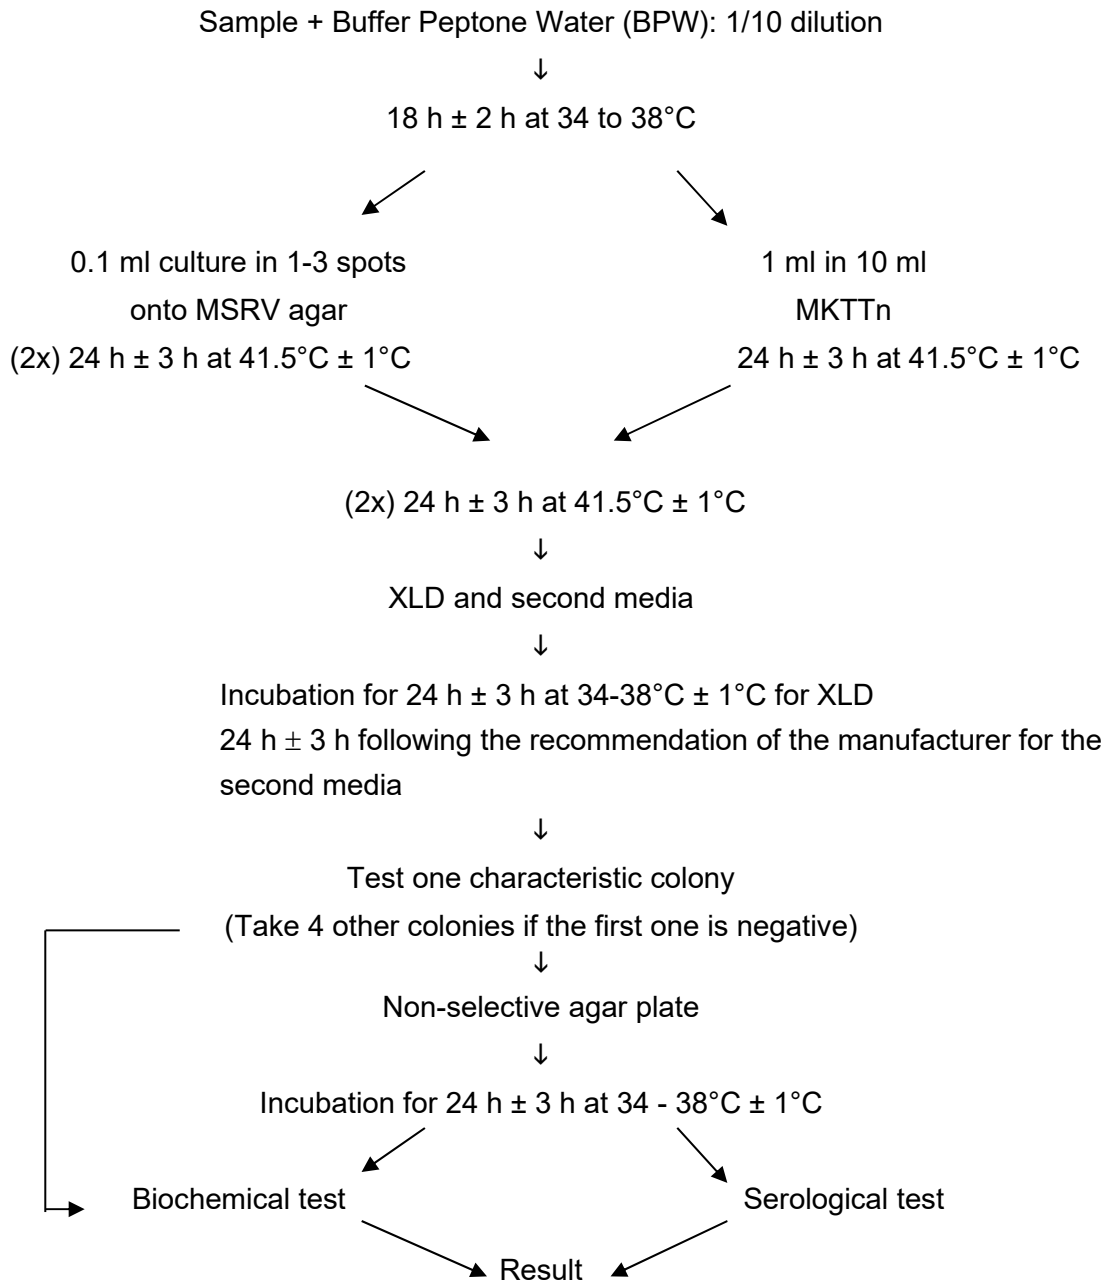 Sample + Buffer Peptone Water (BPW): 1/10 dilution
↓
18 h ± 2 h at 34 to 38°C
0.1 ml culture in 1-3 spots
onto MSRV agar
(2x) 24 h ± 3 h at 41.5°C ± 1°C
1 ml in 10 ml
MKTTn
24 h ± 3 h at 41.5°C ± 1°C
(2x) 24 h ± 3 h at 41.5°C ± 1°C
↓
XLD and second media
↓
Incubation for 24 h ± 3 h at 34-38°C ± 1°C for XLD
24 h ± 3 h following the recommendation of the manufacturer for the
second media
↓
Test one characteristic colony
(Take 4 other colonies if the first one is negative)
↓
Non-selective agar plate
↓
Incubation for 24 h ± 3 h at 34 - 38°C ± 1°C
Biochemical test
Serological test
Result